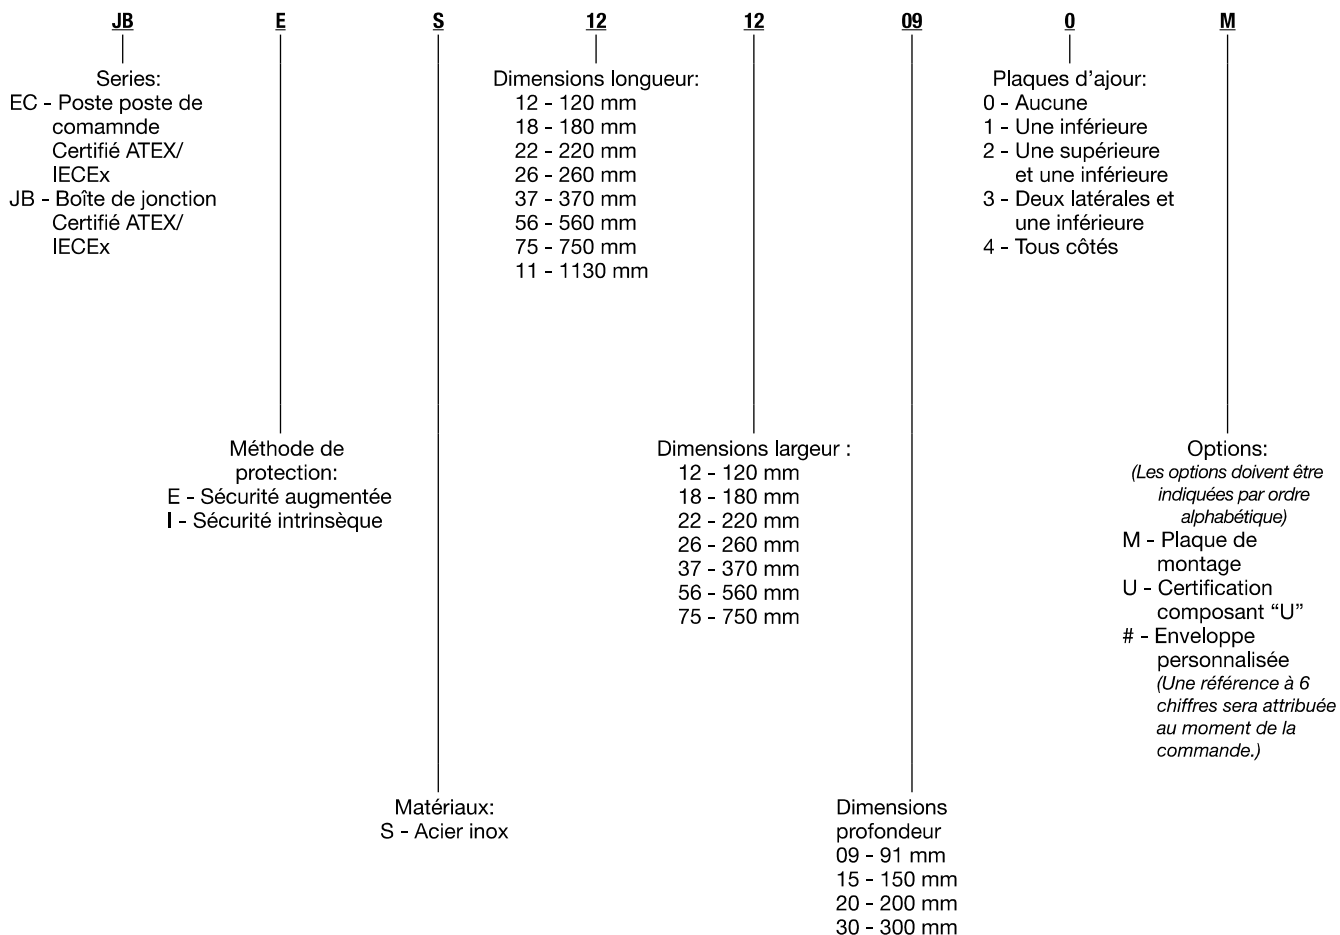 JB E S 12 12 09 0 M
Series:
EC - Poste poste de
comamnde
Certifié ATEX/
IECEx
JB - Boîte de jonction
Certifié ATEX/
IECEx
Dimensions longueur:
12 - 120 mm
18 - 180 mm
22 - 220 mm
26 - 260 mm
37 - 370 mm
56 - 560 mm
75 - 750 mm
11 - 1130 mm
Plaques d’ajour:
0 - Aucune
1 - Une inférieure
2 - Une supérieure
et une inférieure
3 - Deux latérales et
une inférieure
4 - Tous côtés
Méthode de
protection:
E - Sécurité augmentée
I - Sécurité intrinsèque
Dimensions largeur :
12 - 120 mm
18 - 180 mm
22 - 220 mm
26 - 260 mm
37 - 370 mm
56 - 560 mm
75 - 750 mm
Options:
(Les options doivent être
indiquées par ordre
alphabétique)
M - Plaque de
montage
U - Certification
composant “U”
# - Enveloppe
personnalisée
(Une référence à 6
chiffres sera attribuée
au moment de la
commande.)
Matériaux:
S - Acier inox
Dimensions
profondeur
09 - 91 mm
15 - 150 mm
20 - 200 mm
30 - 300 mm